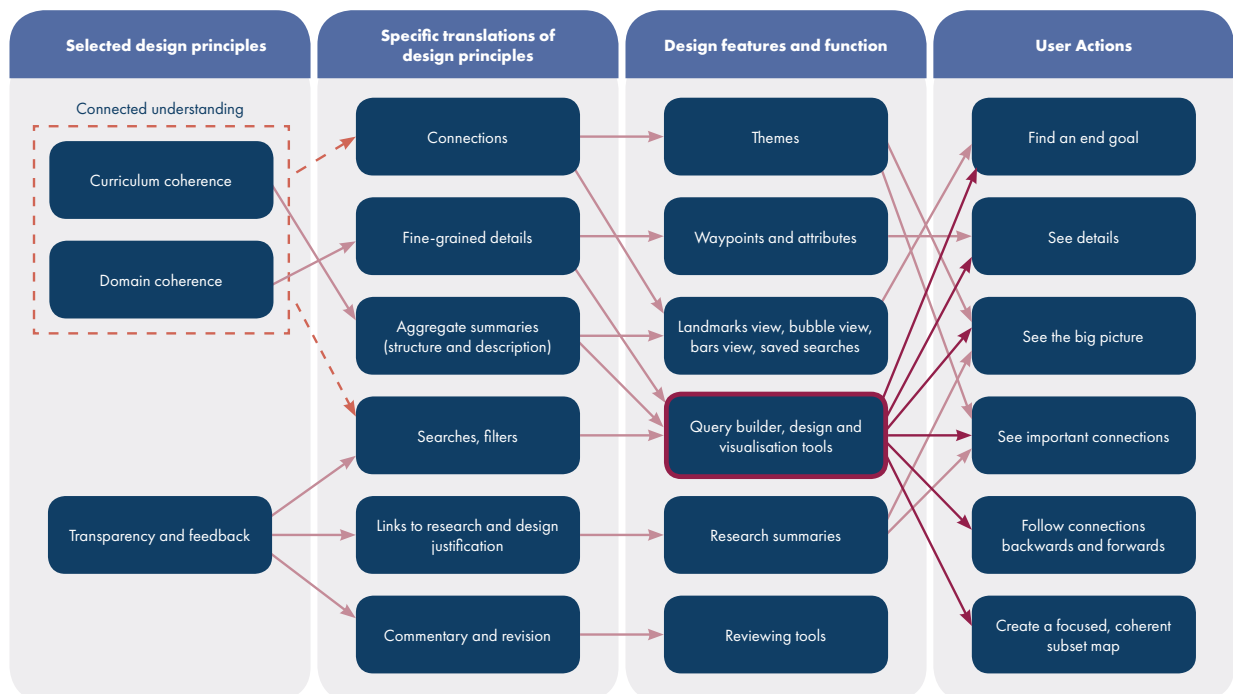 Selected design principles
Connected understanding
Curriculum coherence
Domain coherence
Transparency and feedback
Specific translations of
design principles
Connections
Fine-grained details
Aggregate summaries
(structure and description)
Searches, filters
Links to research and design
justification
Commentary and revision
Design features and function
Themes
Waypoints and attributes
Landmarks view, bubble view,
bars view, saved searches
Query builder, design and
visualisation tools
Research summaries
Reviewing tools
User Actions
Find an end goal
See details
See the big picture
See important connections
Follow connections
backwards and forwards
Create a focused, coherent
subset map